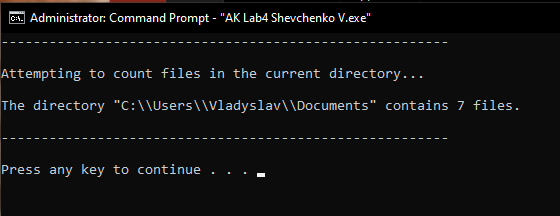 Administrator: Command Prompt - "AK Lab4 Shevchenko V.exe"
--------------------------------------------------------
Attempting to count files in the current directory...
The directory "C:\\Users\\Vladyslav\\Documents" contains 7 files.
--------------------------------------------------------
Press any key to continue . . .